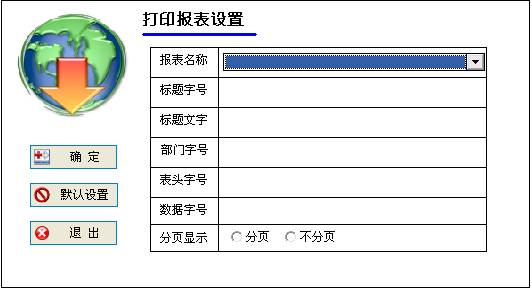 打印报表设置
报表名称
标题字号
标题文字
部门字号
表头字号
数据字号
分页显示 分页 不分页
确 定
默认设置
退 出